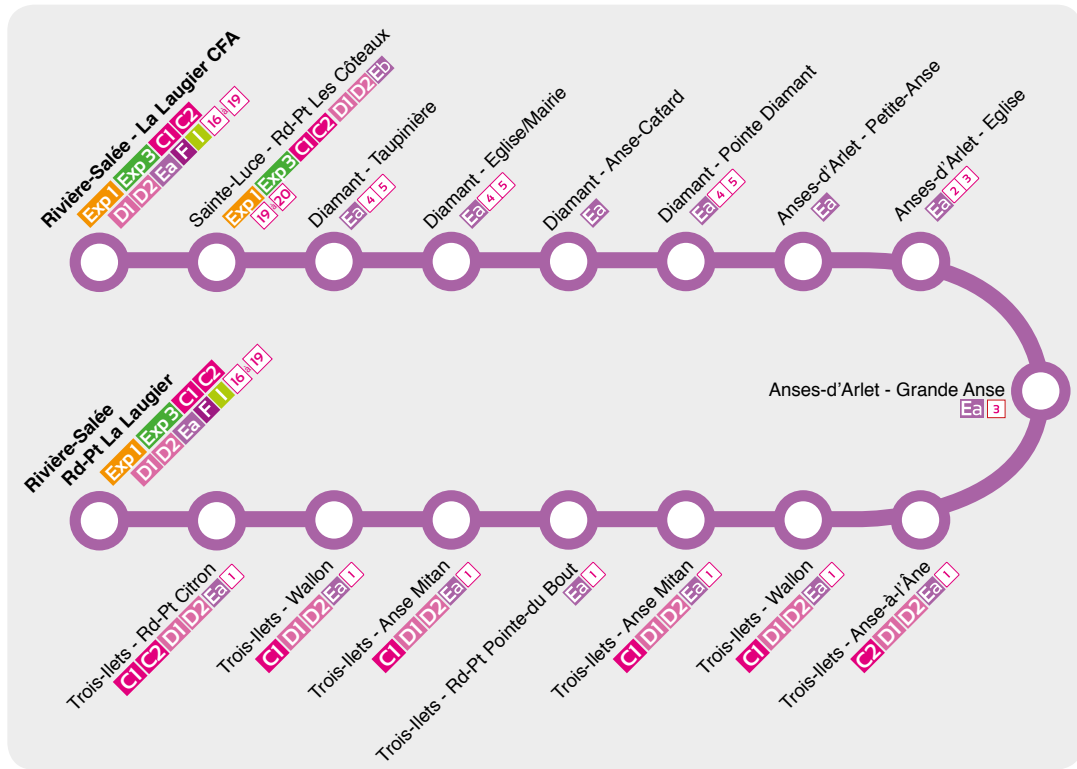 Rivière-Salée - La Laugier CFA
Exp 1 Exp 3 C1 C2
D1 D2 Ea F I 16 à 19
Sainte-Luce - Rd-Pt Les Côteaux
Exp 1 Exp 3 C1 C2 D1 D2 Eb
19 à 20
Diamant - Taupinière
Ea 4 5
Diamant - Eglise/Mairie
Ea 4 5
Diamant - Anse-Cafard
Ea
Diamant - Pointe Diamant
Ea 4 5
Anses-d'Arlet - Petite-Anse
Ea
Anses-d'Arlet - Eglise
Ea 2 3
Anses-d'Arlet - Grande Anse
Ea 3
Rivière-Salée
Rd-Pt La Laugier
Exp 1 Exp 3 C1 C2
D1 D2 Ea F I 16 à 19
Trois-Ilets - Rd-Pt Citron
C1 C2 D1 D2 Ea 1
Trois-Ilets - Wallon
C1 D1 D2 Ea 1
Trois-Ilets - Anse Mitan
C1 D1 D2 Ea 1
Trois-Ilets - Rd-Pt Pointe-du Bout
Ea 1
Trois-Ilets - Anse Mitan
C1 D1 D2 Ea 1
Trois-Ilets - Wallon
C1 D1 D2 Ea 1
Trois-Ilets - Anse-à-l'Âne
C2 D1 D2 Ea 1